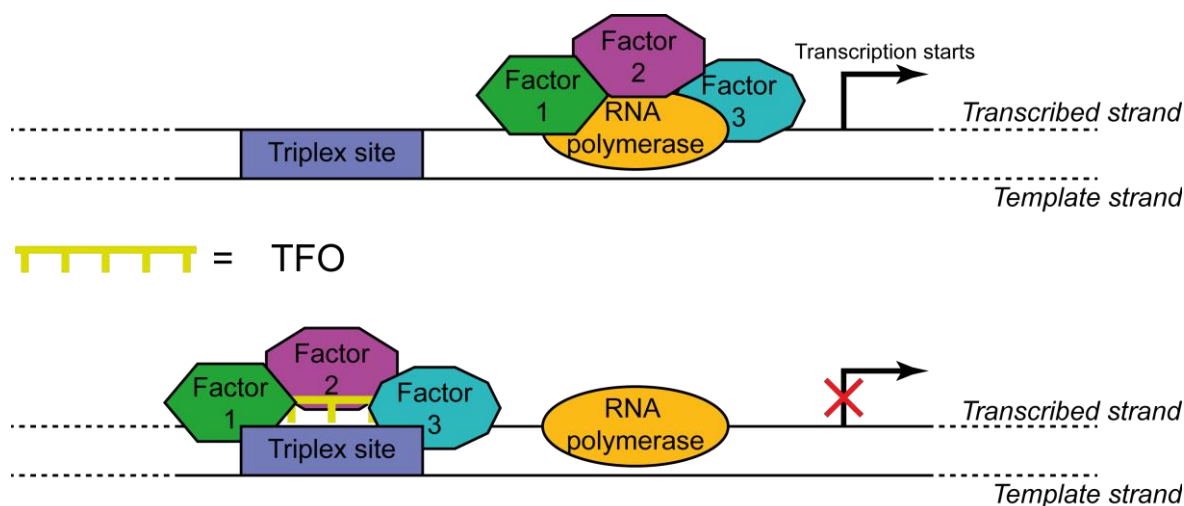 Factor
2
Transcription starts
Factor
1
Factor
3
RNA
polymerase
Transcribed strand
Triplex site
Template strand
= TFO
Factor
2
Factor
1
Factor
3
RNA
polymerase
Transcribed strand
Triplex site
Template strand